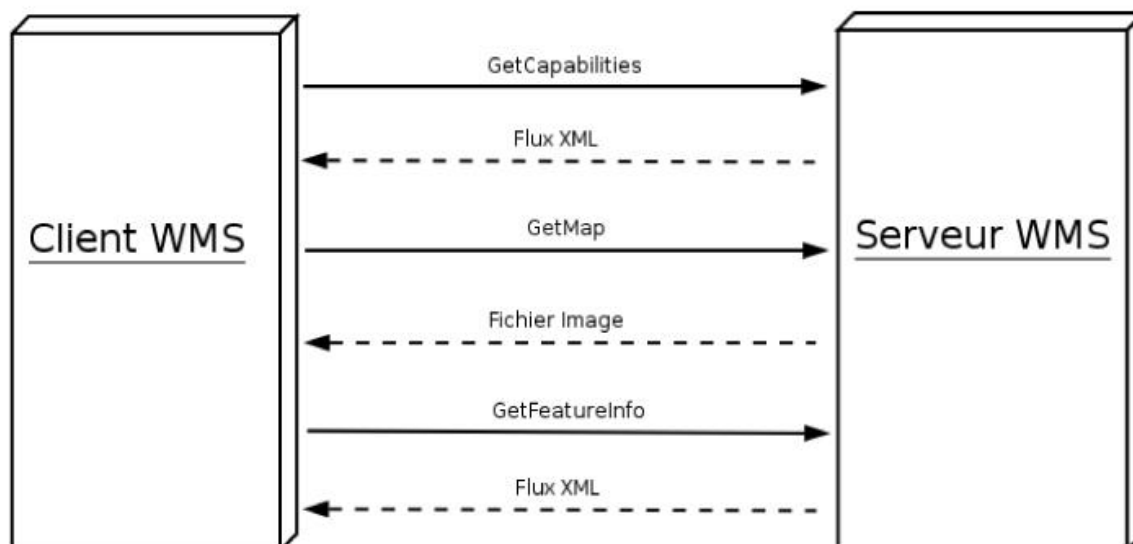 GetCapabilities
Flux XML
Client WMS
GetMap
Serveur WMS
Fichier Image
GetFeatureInfo
Flux XML